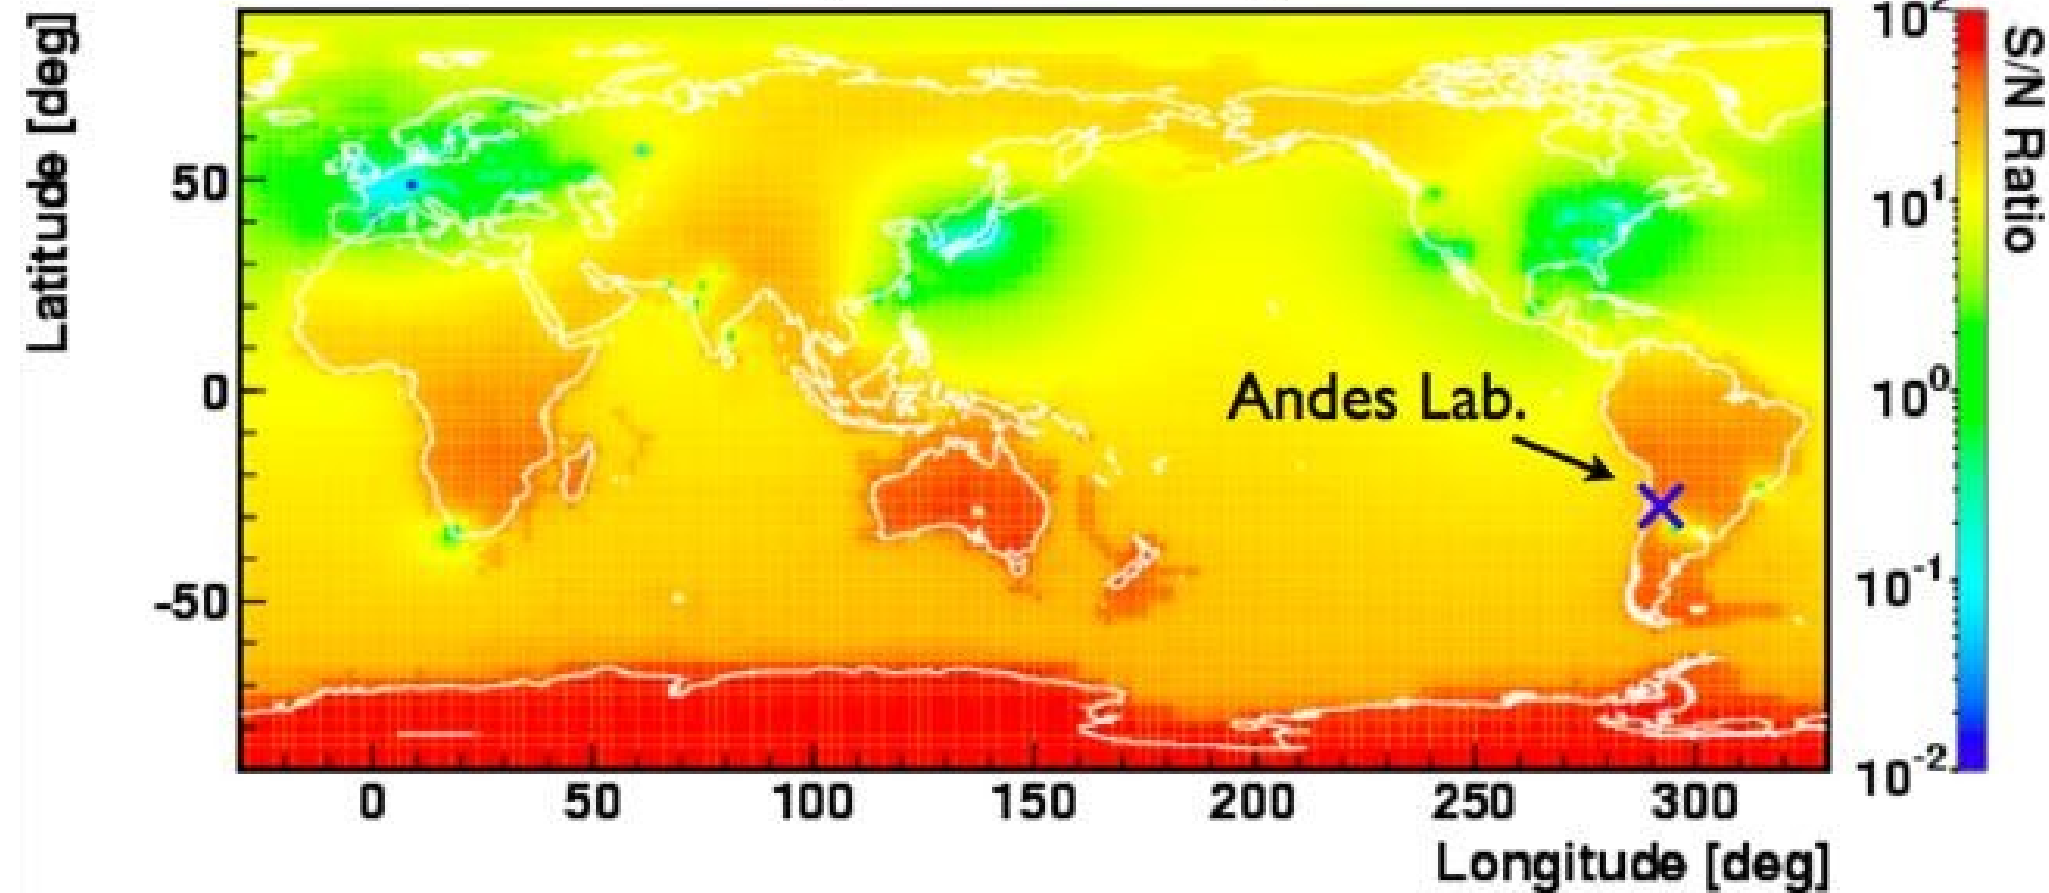 Latitude [deg]
50
0
-50
0 50 100 150 200 250 300
Longitude [deg]
Andes Lab.
10²
10¹
10⁰
10⁻¹
10⁻²
S/N Ratio